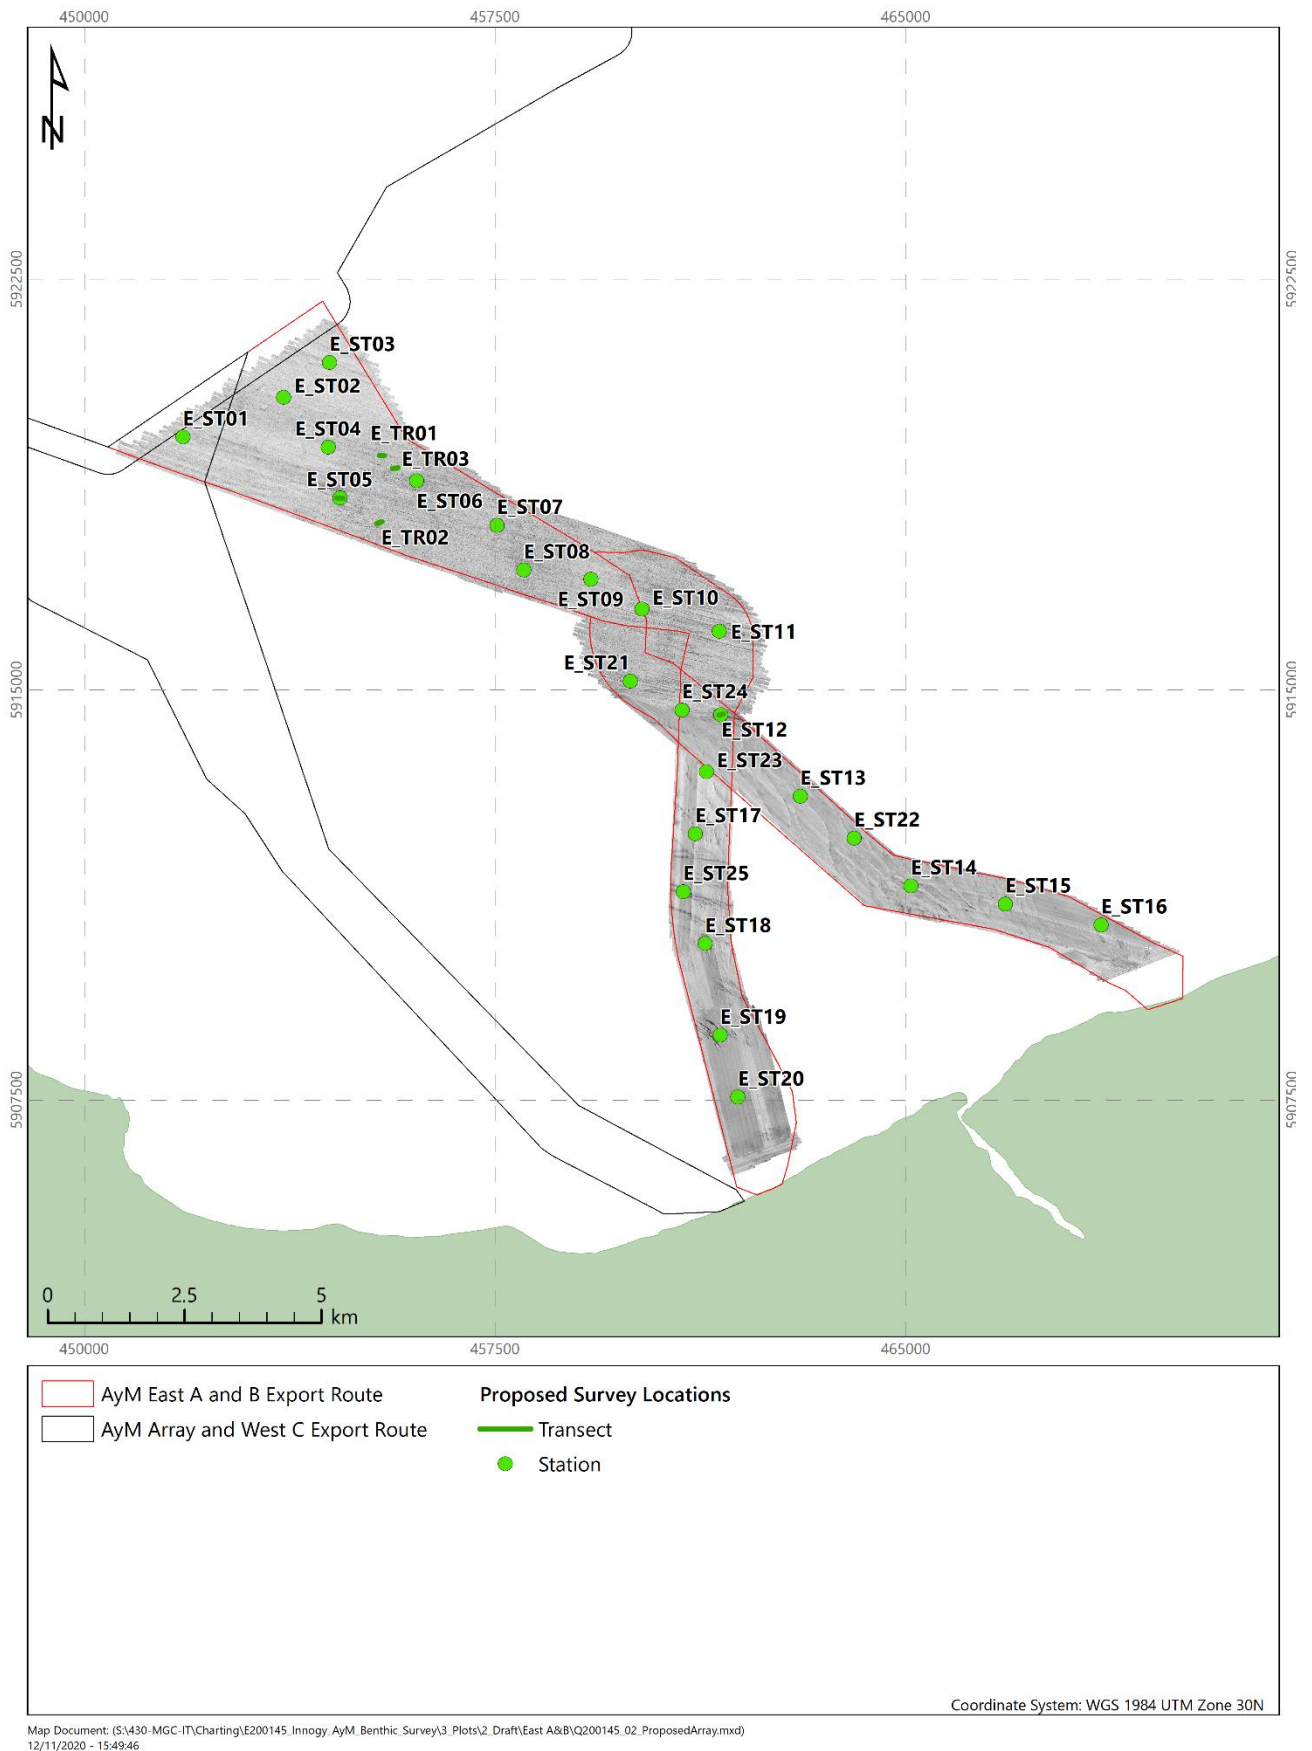 450000 457500 465000
N
5922500 5922500
E_ST03
E_ST02
E_ST01
E_ST04 E_TR01
E_TR03
E_ST05
E_ST06 E_ST07
E_TR02
E_ST08
E_ST09 E_ST10
E_ST11
E_ST21
5915000 5915000
E_ST24
E_ST12
E_ST23
E_ST13
E_ST17 E_ST22
E_ST25 E_ST14
E_ST15
E_ST16
E_ST18
E_ST19
E_ST20
5907500 5907500
0 2.5 5
km
450000 457500 465000
AyM East A and B Export Route
AyM Array and West C Export Route
Proposed Survey Locations
Transect
Station
Coordinate System: WGS 1984 UTM Zone 30N
Map Document: (S:\430-MGC-IT\Charting\E200145_Innogy_AyM_Benthic_Survey\3_Plots\2_Draft\East A&B\Q200145_02_ProposedArray.mxd)
12/11/2020 - 15:49:46